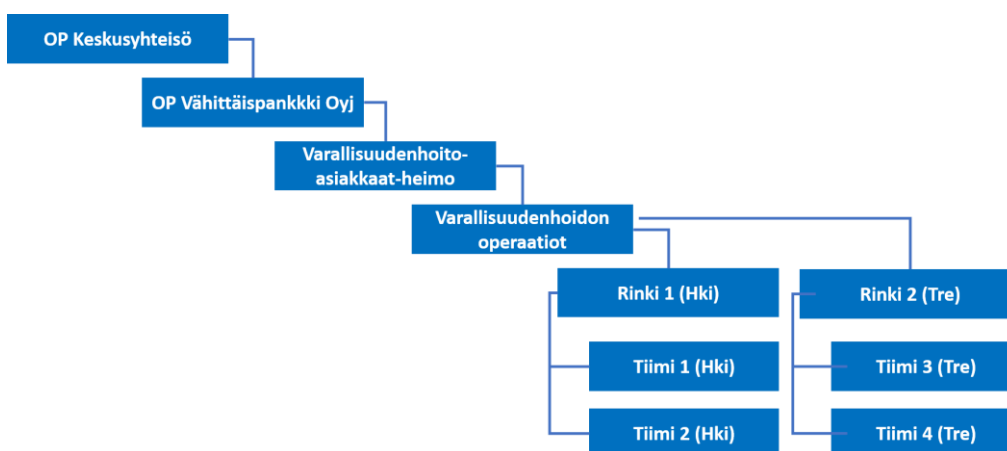 OP Keskusyhteisö
OP Vähittäispankkki Oyj
Varallisuudenhoito-
asiakkaat-heimo
Varallisuudenhoidon
operaatiot
Rinki 1 (Hki)
Rinki 2 (Tre)
Tiimi 1 (Hki)
Tiimi 3 (Tre)
Tiimi 2 (Hki)
Tiimi 4 (Tre)